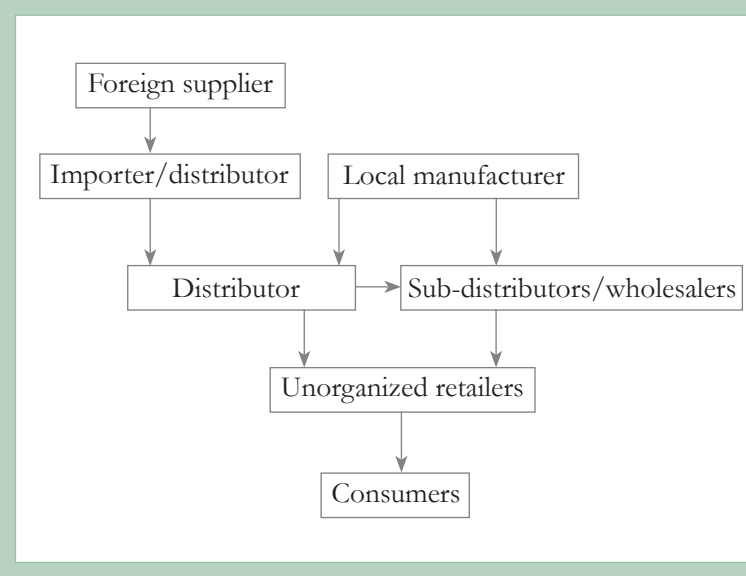 Foreign supplier
Importer/distributor
Local manufacturer
Distributor
Sub-distributors/wholesalers
Unorganized retailers
Consumers